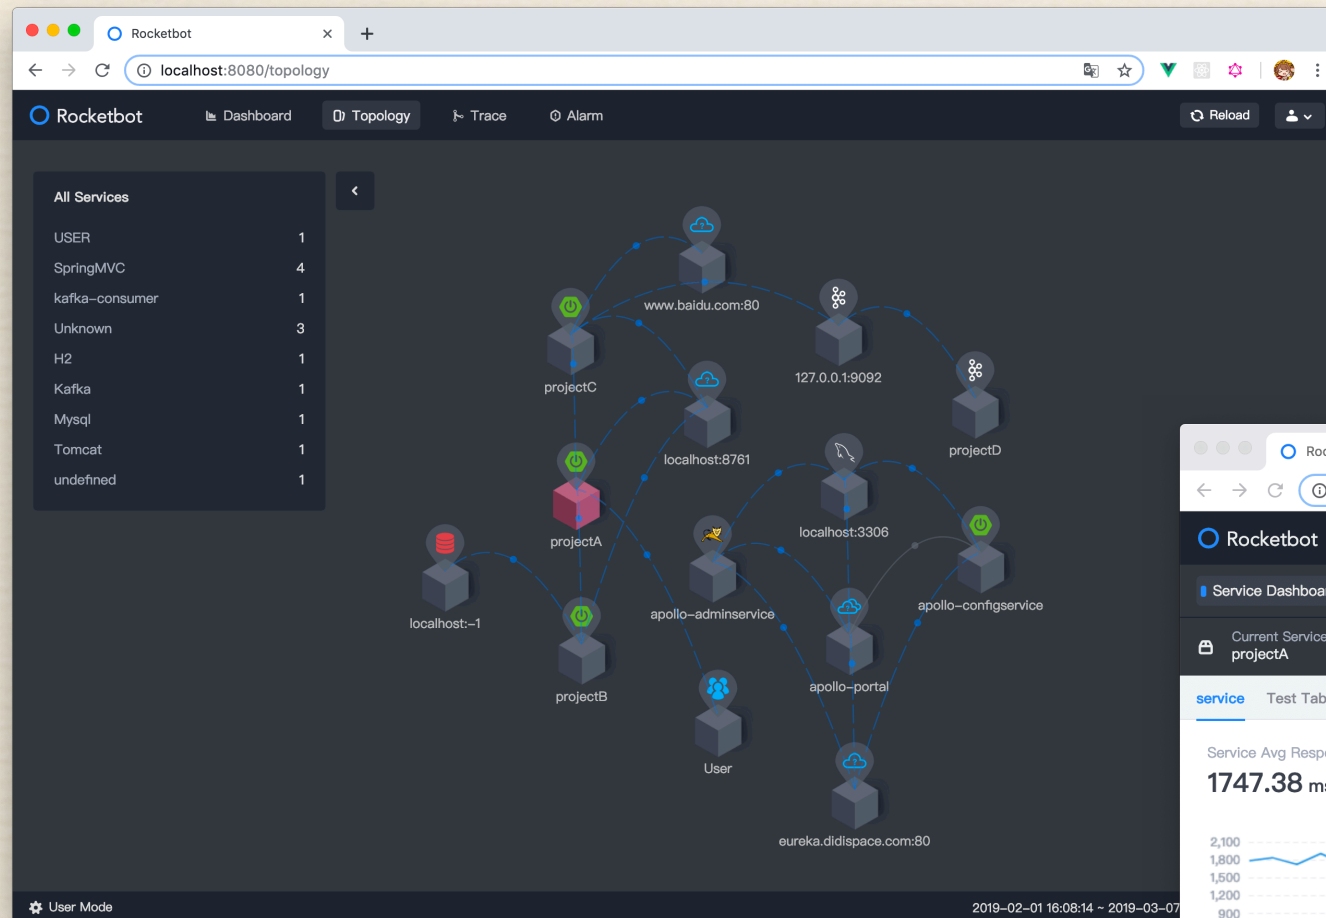 Rocketbot
localhost:8080/topology
Rocketbot Dashboard Topology Trace Alarm Reload
All Services
USER 1
SpringMVC 4
kafka-consumer 1
Unknown 3
H2 1
Kafka 1
Mysql 1
Tomcat 1
undefined 1
www.baidu.com:80
127.0.0.1:9092
projectC
projectD
localhost:8761
localhost:3306
projectA
apollo-configservice
apollo-adminservice
localhost:-1
apollo-portal
projectB
User
eureka.didispace.com:80
User Mode
2019-02-01 16:08:14 ~ 2019-03-07
Roc
Rocketbot
Service Dashboa
Current Service
projectA
service Test Tab
Service Avg Resp
1747.38 ms
2,100
1,800
1,500
1,200
900